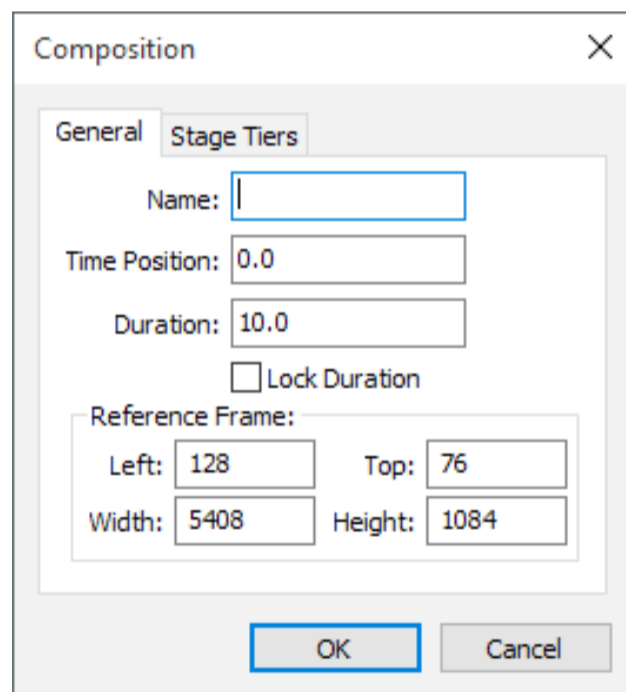 Composition
General Stage Tiers
Name:
Time Position: 0.0
Duration: 10.0
Lock Duration
Reference Frame:
Left: 128 Top: 76
Width: 5408 Height: 1084
OK Cancel